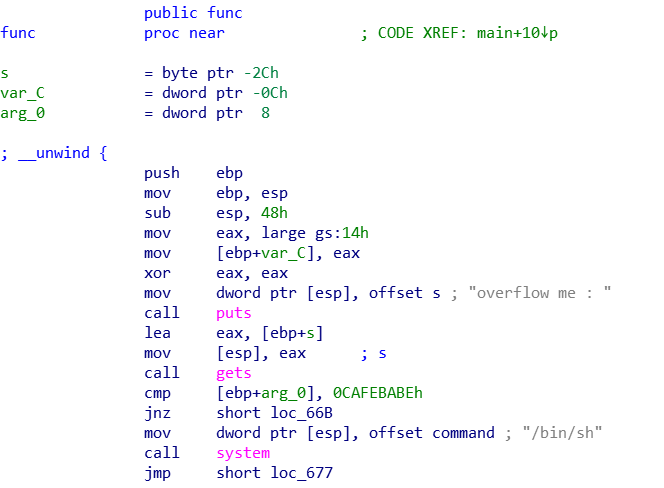 public func
func proc near ; CODE XREF: main+10↓p
s = byte ptr -2Ch
var_C = dword ptr -0Ch
arg_0 = dword ptr 8
; __unwind {
push ebp
mov ebp, esp
sub esp, 48h
mov eax, large gs:14h
mov [ebp+var_C], eax
xor eax, eax
mov dword ptr [esp], offset s ; "overflow me : "
call puts
lea eax, [ebp+s]
mov [esp], eax ; s
call gets
cmp [ebp+arg_0], 0CAFEBABEh
jnz short loc_66B
mov dword ptr [esp], offset command ; "/bin/sh"
call system
jmp short loc_677